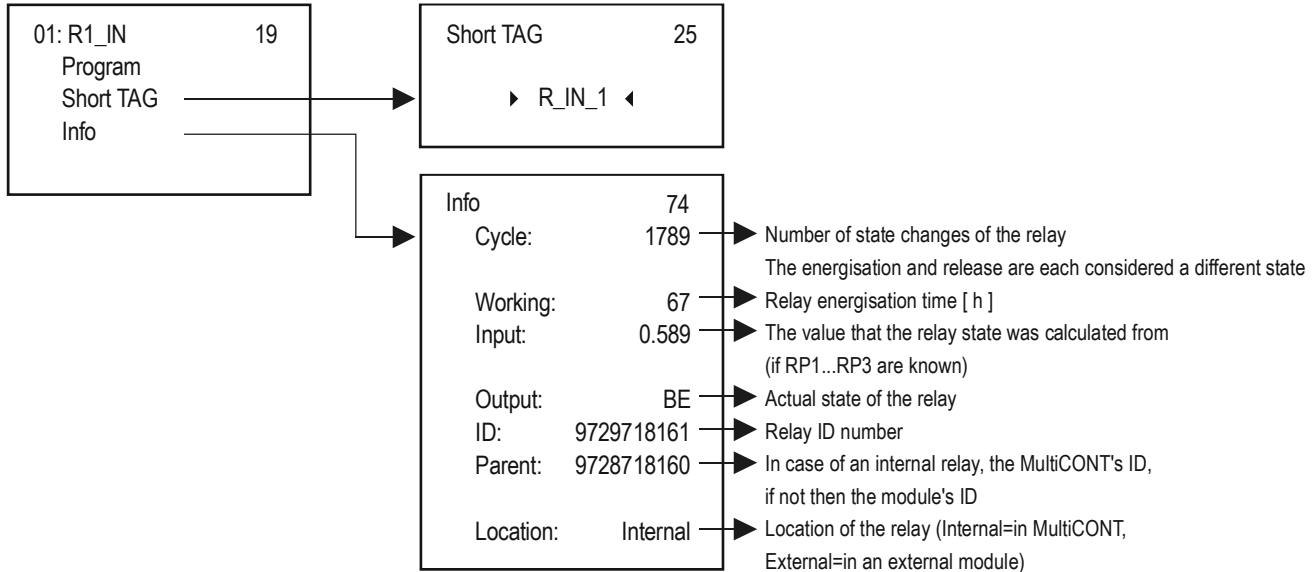 01: R1_IN 19
Program
Short TAG
Info
Short TAG 25
R_IN_1
Info 74
Cycle: 1789
Number of state changes of the relay
The energisation and release are each considered a different state
Working: 67
Relay energisation time [ h ]
Input: 0.589
The value that the relay state was calculated from
(if RP1...RP3 are known)
Output: BE
Actual state of the relay
ID: 9729718161
Relay ID number
Parent: 9728718160
In case of an internal relay, the MultiCONT's ID,
if not then the module's ID
Location: Internal
Location of the relay (Internal=in MultiCONT,
External=in an external module)